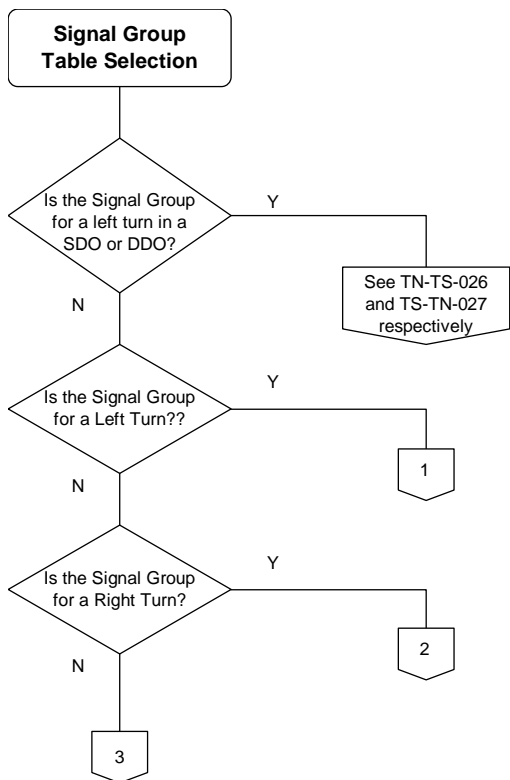 Signal Group
Table Selection
Is the Signal Group
for a left turn in a
SDO or DDO?
Y
See TN-TS-026
and TS-TN-027
respectively
N
Is the Signal Group
for a Left Turn??
Y
1
N
Is the Signal Group
for a Right Turn?
Y
2
N
3